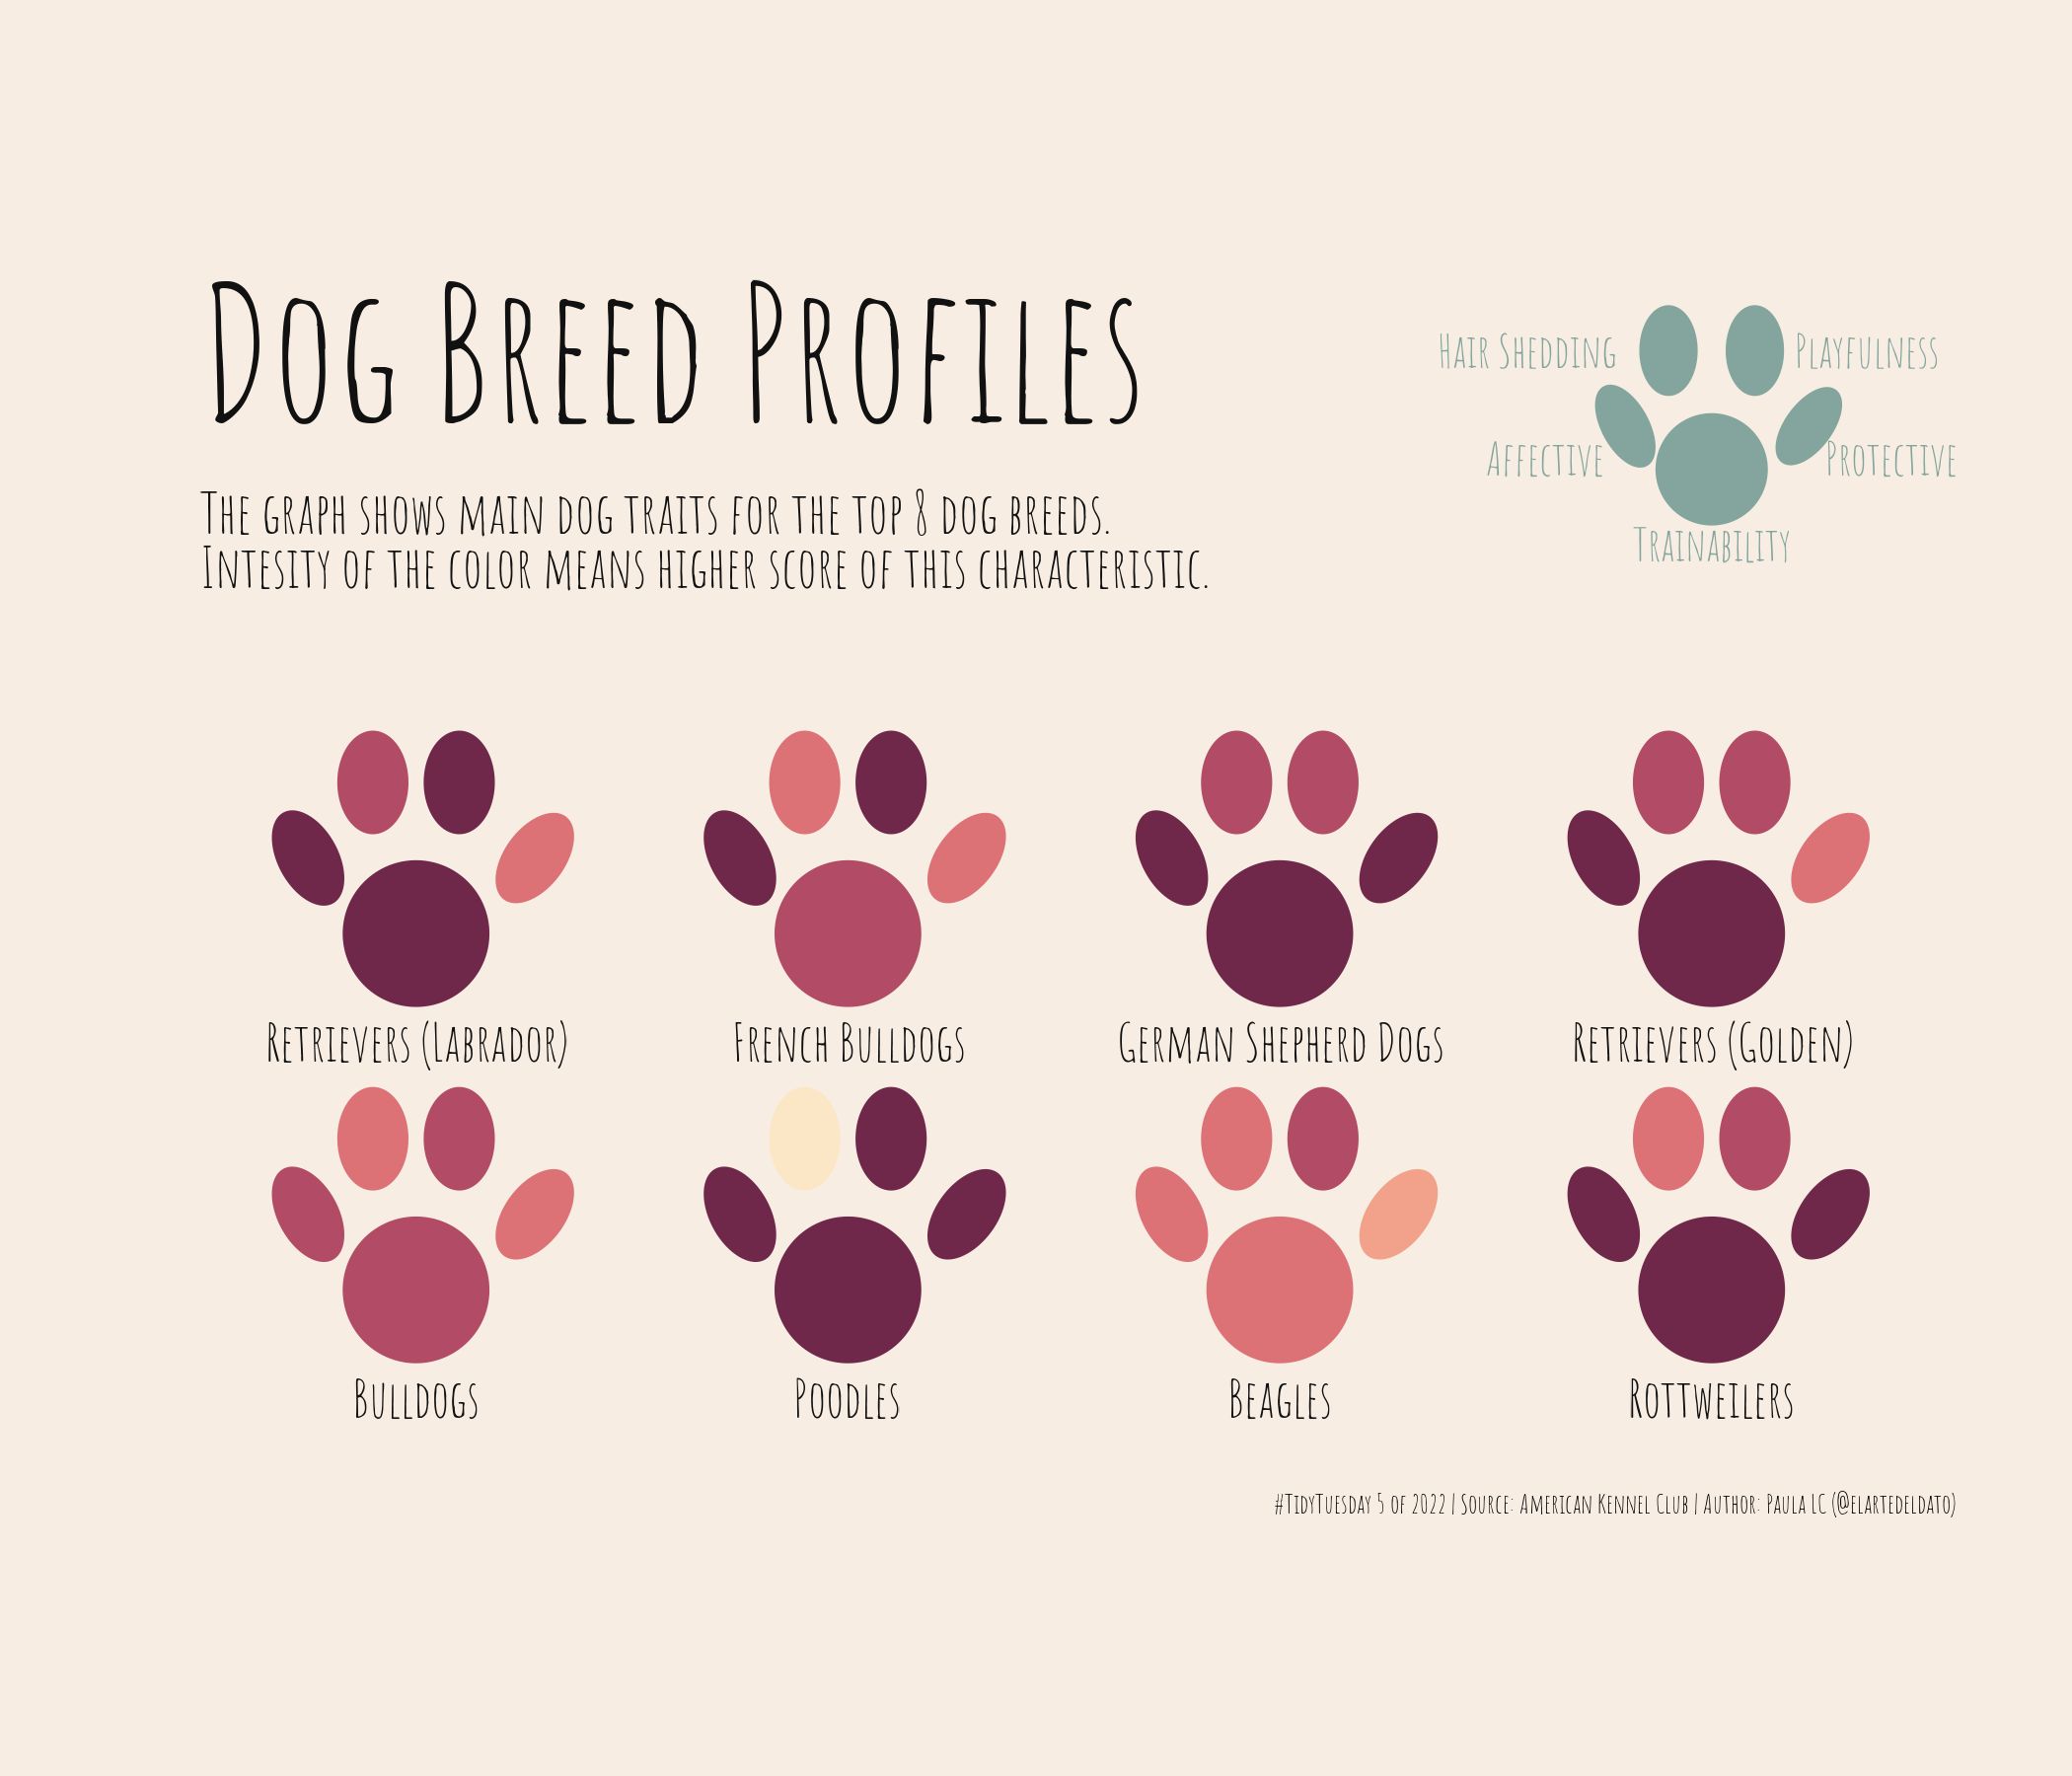 Dog Breed Profiles
Hair Shedding
Playfulness
Affective
Protective
Trainability
The graph shows main dog traits for the top 8 dog breeds.
Intesity of the color means higher score of this characteristic.
Retrievers (Labrador)
French Bulldogs
German Shepherd Dogs
Retrievers (Golden)
Bulldogs
Poodles
Beagles
Rottweilers
#TidyTuesday 5 of 2022 | Source: American Kennel Club | Author: Paula LC (@elartedeldato)